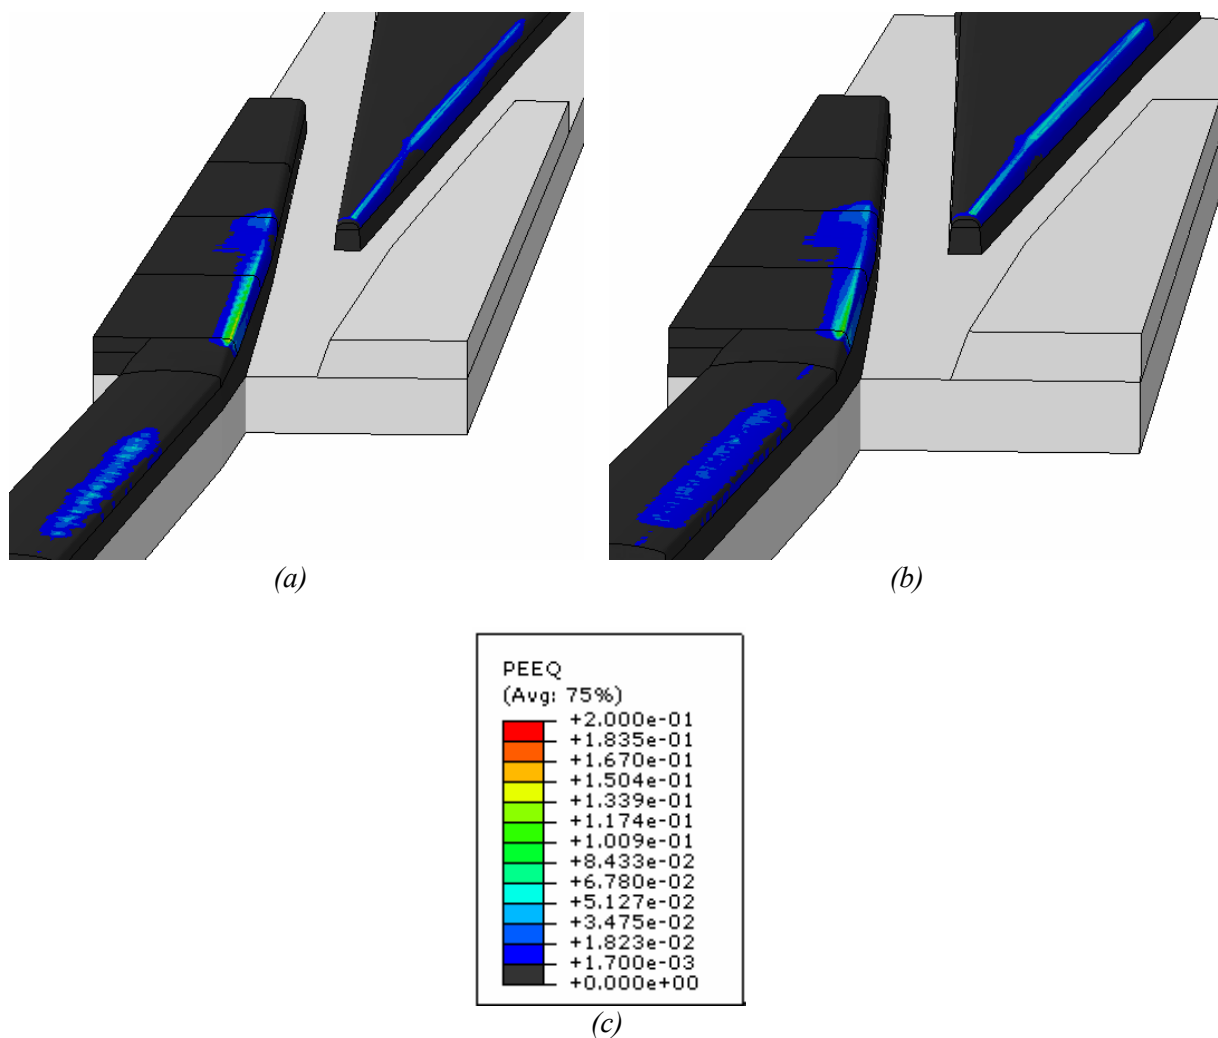 (a)
(b)
PEEQ
(Avg: 75%)
+2.000e-01
+1.835e-01
+1.670e-01
+1.504e-01
+1.339e-01
+1.174e-01
+1.009e-01
+8.433e-02
+6.780e-02
+5.127e-02
+3.475e-02
+1.823e-02
+1.700e-03
+0.000e+00
(c)